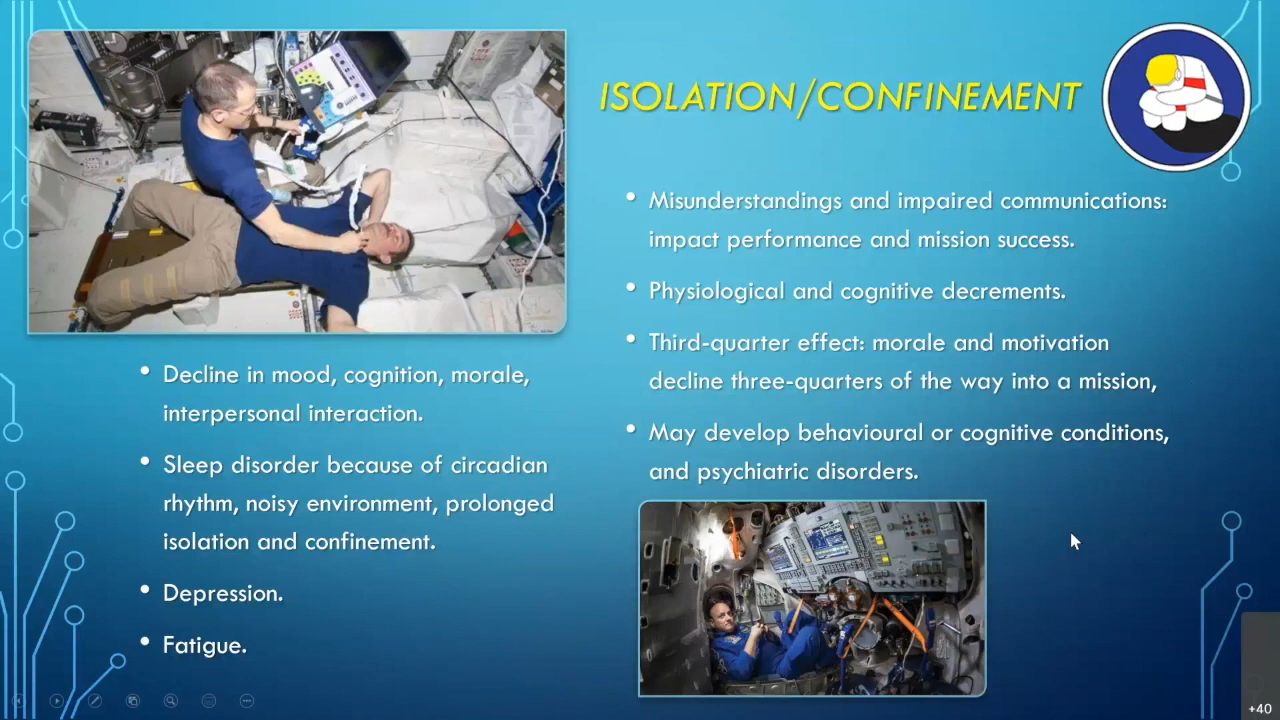 ISOLATION/CONFINEMENT
• Misunderstandings and impaired communications:
impact performance and mission success.
• Physiological and cognitive decrements.
• Third-quarter effect: morale and motivation
decline three-quarters of the way into a mission,
• May develop behavioural or cognitive conditions,
and psychiatric disorders.
• Decline in mood, cognition, morale,
interpersonal interaction.
• Sleep disorder because of circadian
rhythm, noisy environment, prolonged
isolation and confinement.
• Depression.
• Fatigue.
+40